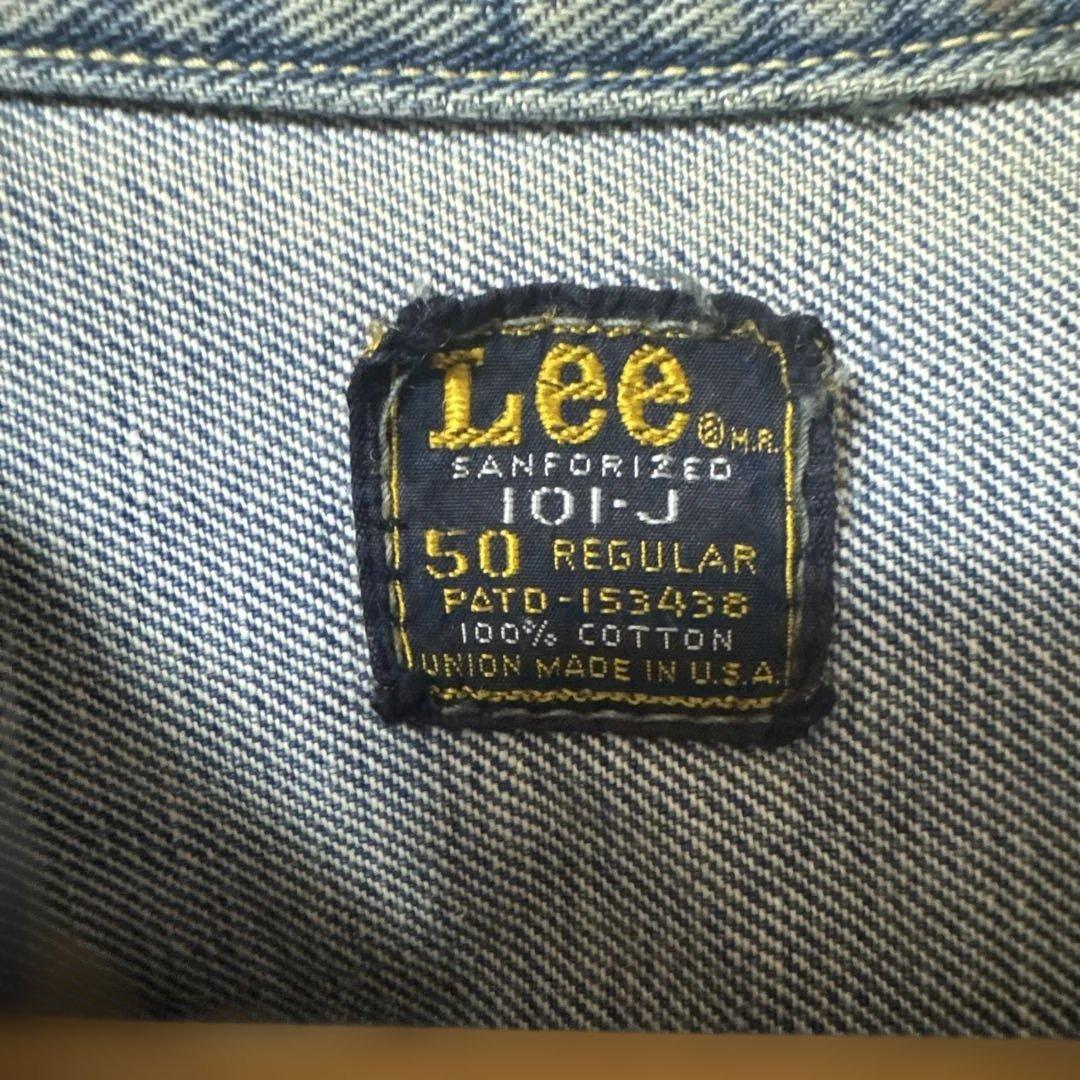 Lee ® M.R.
SANFORIZED
101-J
50 REGULAR
PATD-153438
100% COTTON
UNION MADE IN U.S.A.